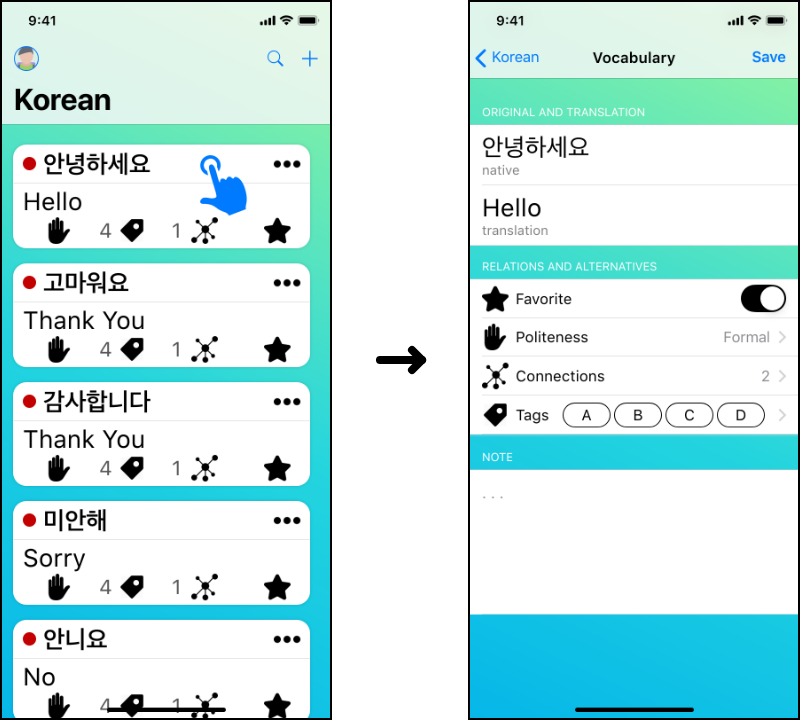 9:41
Korean
안녕하세요
Hello
4 1
고마워요
Thank You
4 1
감사합니다
Thank You
4 1
미안해
Sorry
4 1
안니요
No
4 1
9:41
Korean Vocabulary Save
ORIGINAL AND TRANSLATION
안녕하세요
native
Hello
translation
RELATIONS AND ALTERNATIVES
Favorite
Politeness Formal
Connections 2
Tags A B C D
NOTE
...